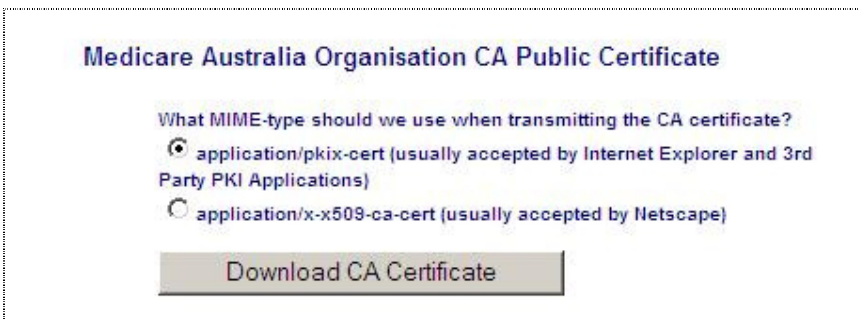 Medicare Australia Organisation CA Public Certificate
What MIME-type should we use when transmitting the CA certificate?
application/pkix-cert (usually accepted by Internet Explorer and 3rd
Party PKI Applications)
application/x-x509-ca-cert (usually accepted by Netscape)
Download CA Certificate